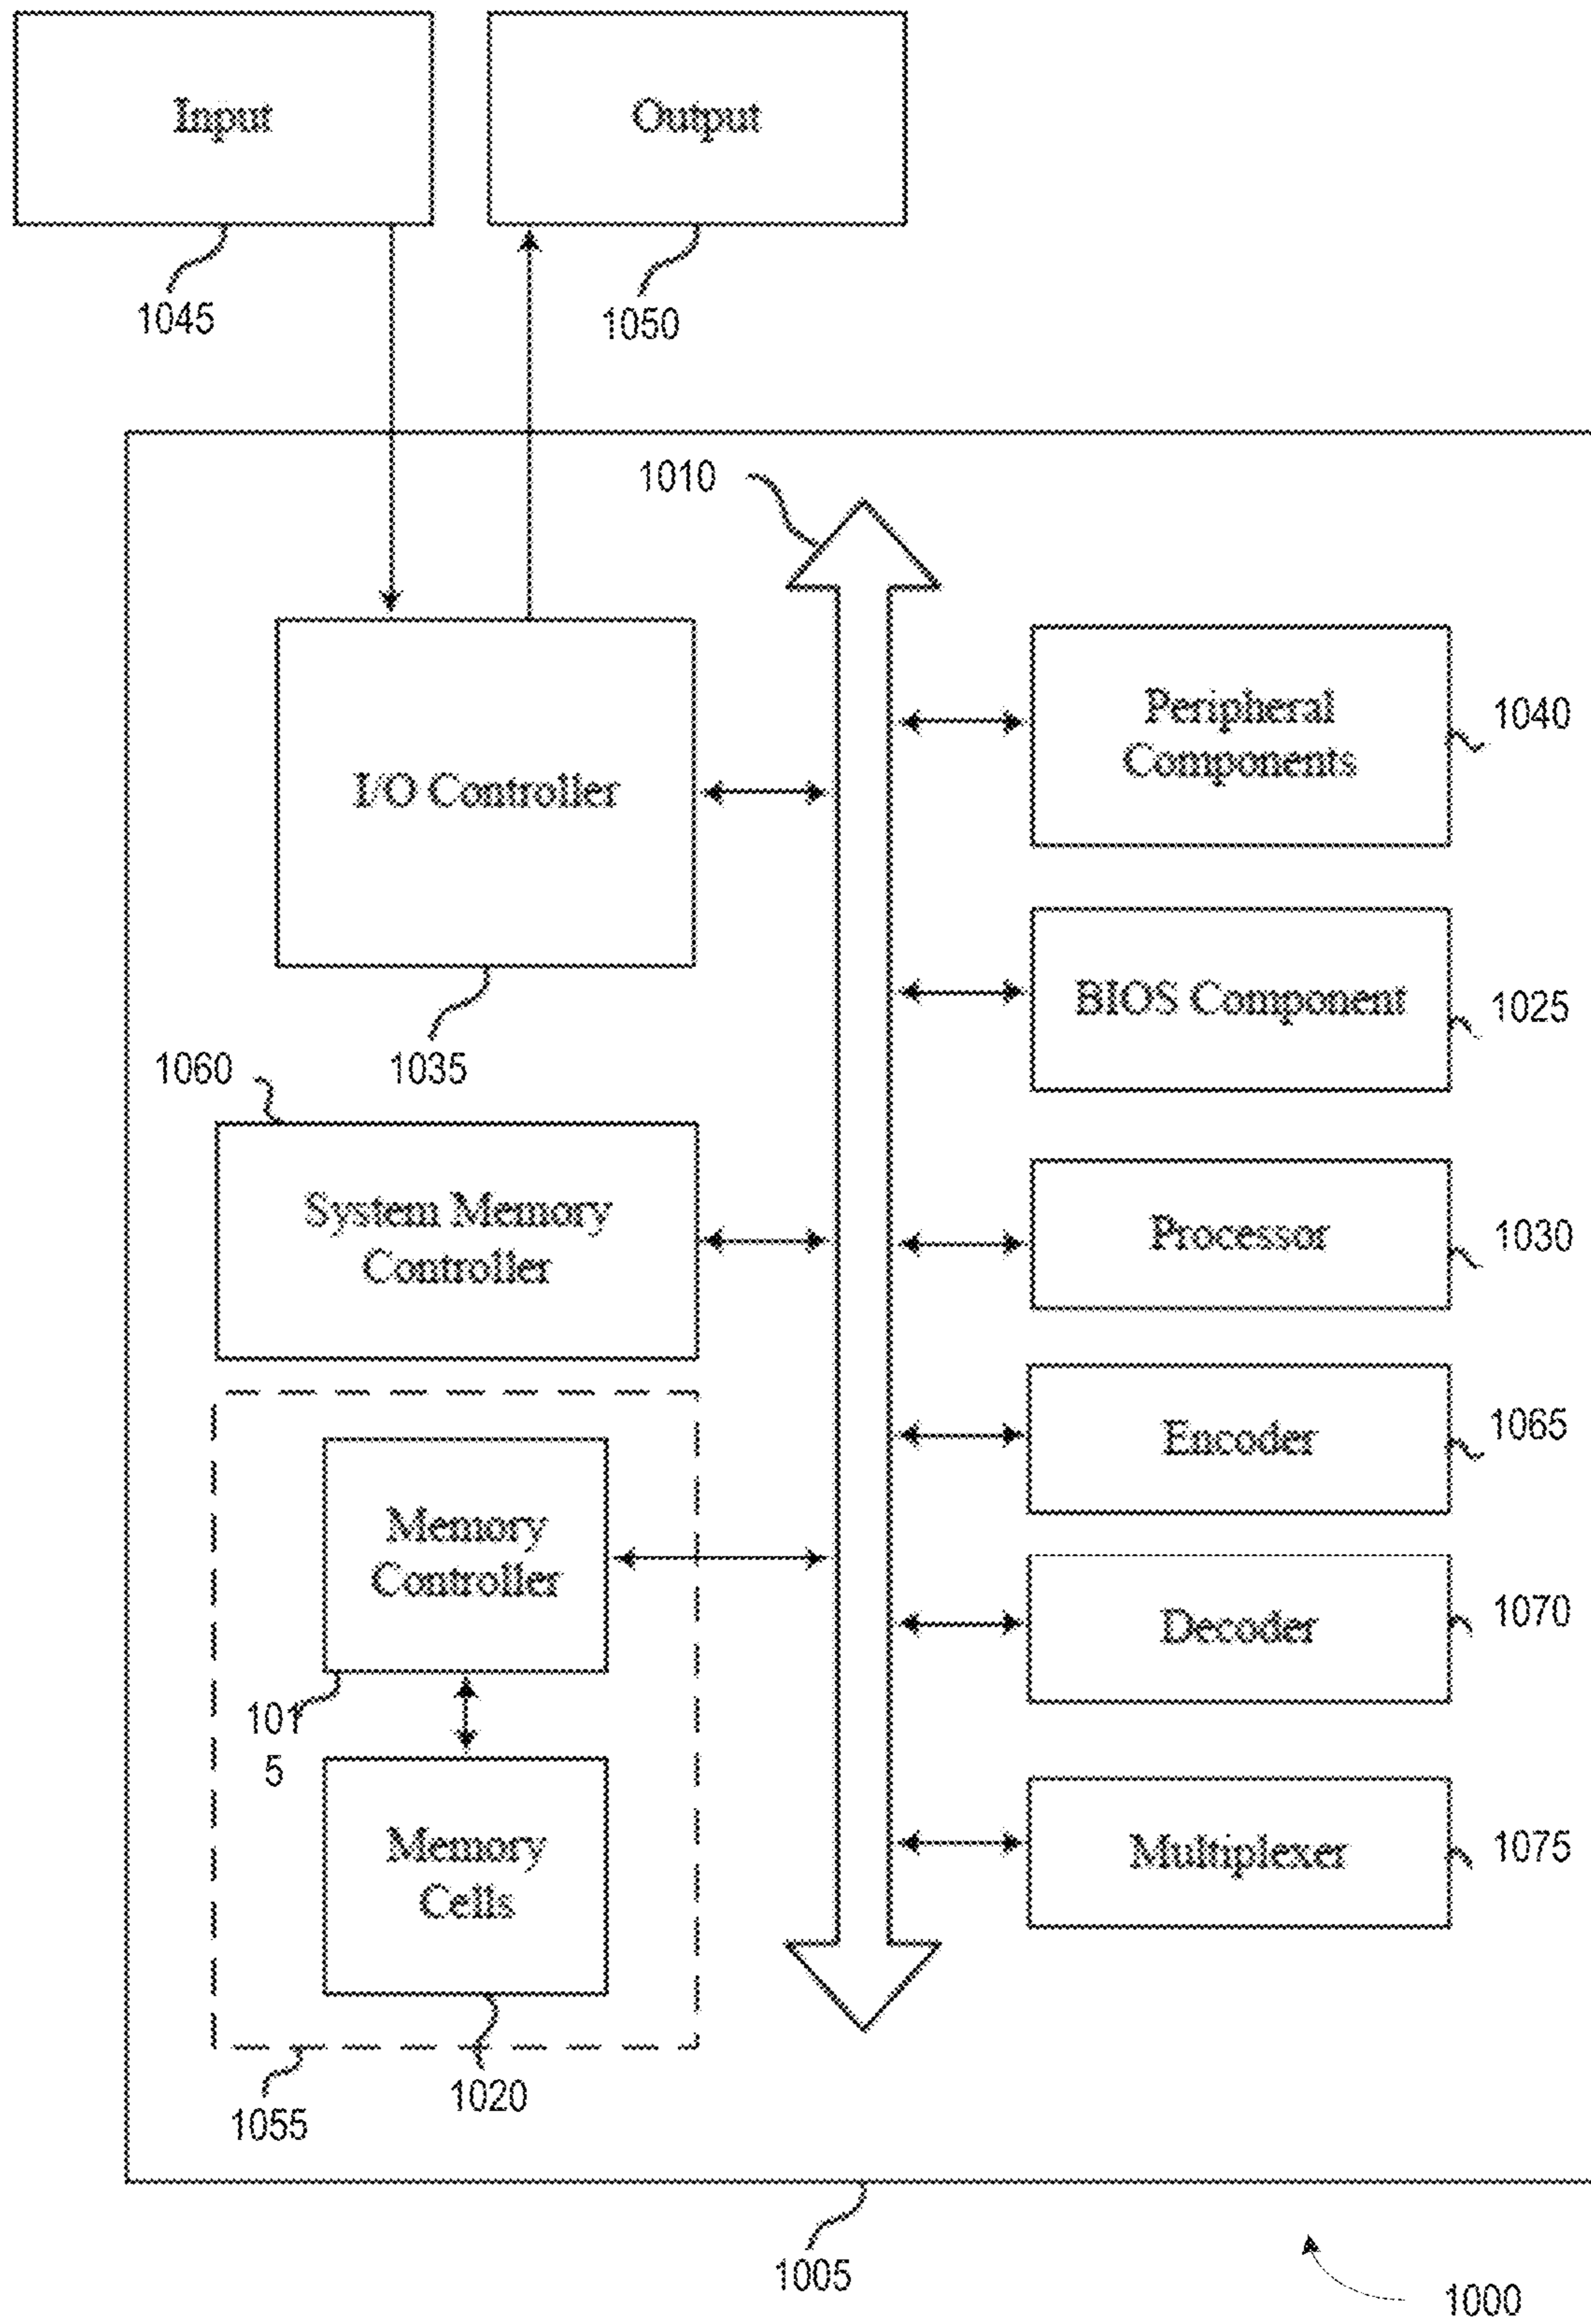 Input
Output
1045
1050
1010
I/O Controller
Peripheral
Components
1040
BIOS Component
1025
1035
1060
System Memory
Controller
Processor
1030
Encoder
1065
Memory
Controller
Decoder
1070
101
5
Memory
Cells
Multiplexer
1075
1020
1055
1005
1000